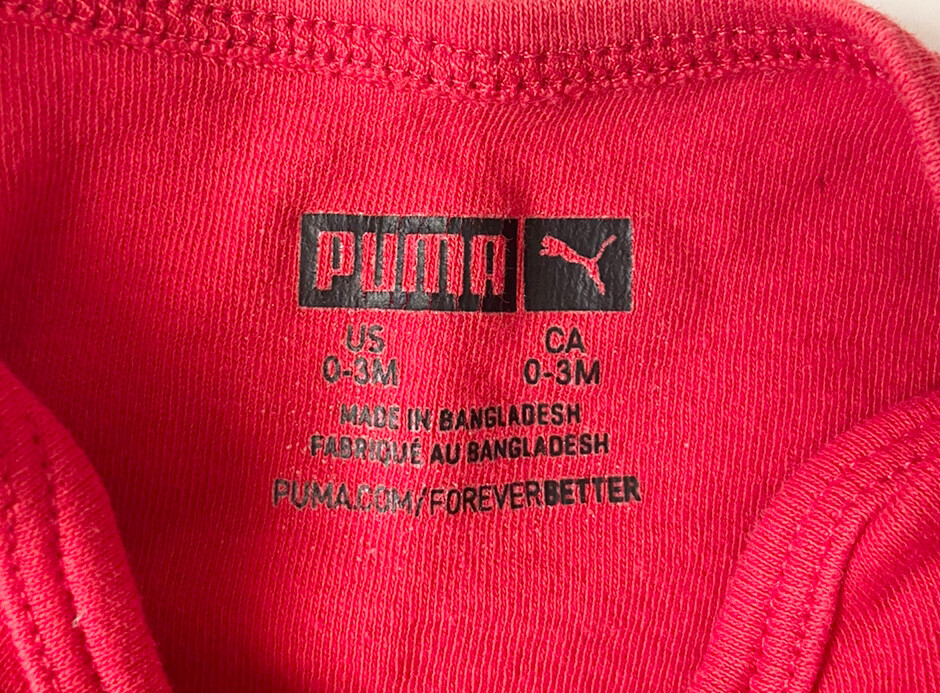 PUMA
US CA
0-3M 0-3M
MADE IN BANGLADESH
FABRIQUÉ AU BANGLADESH
PUMA.COM/FOREVERBETTER